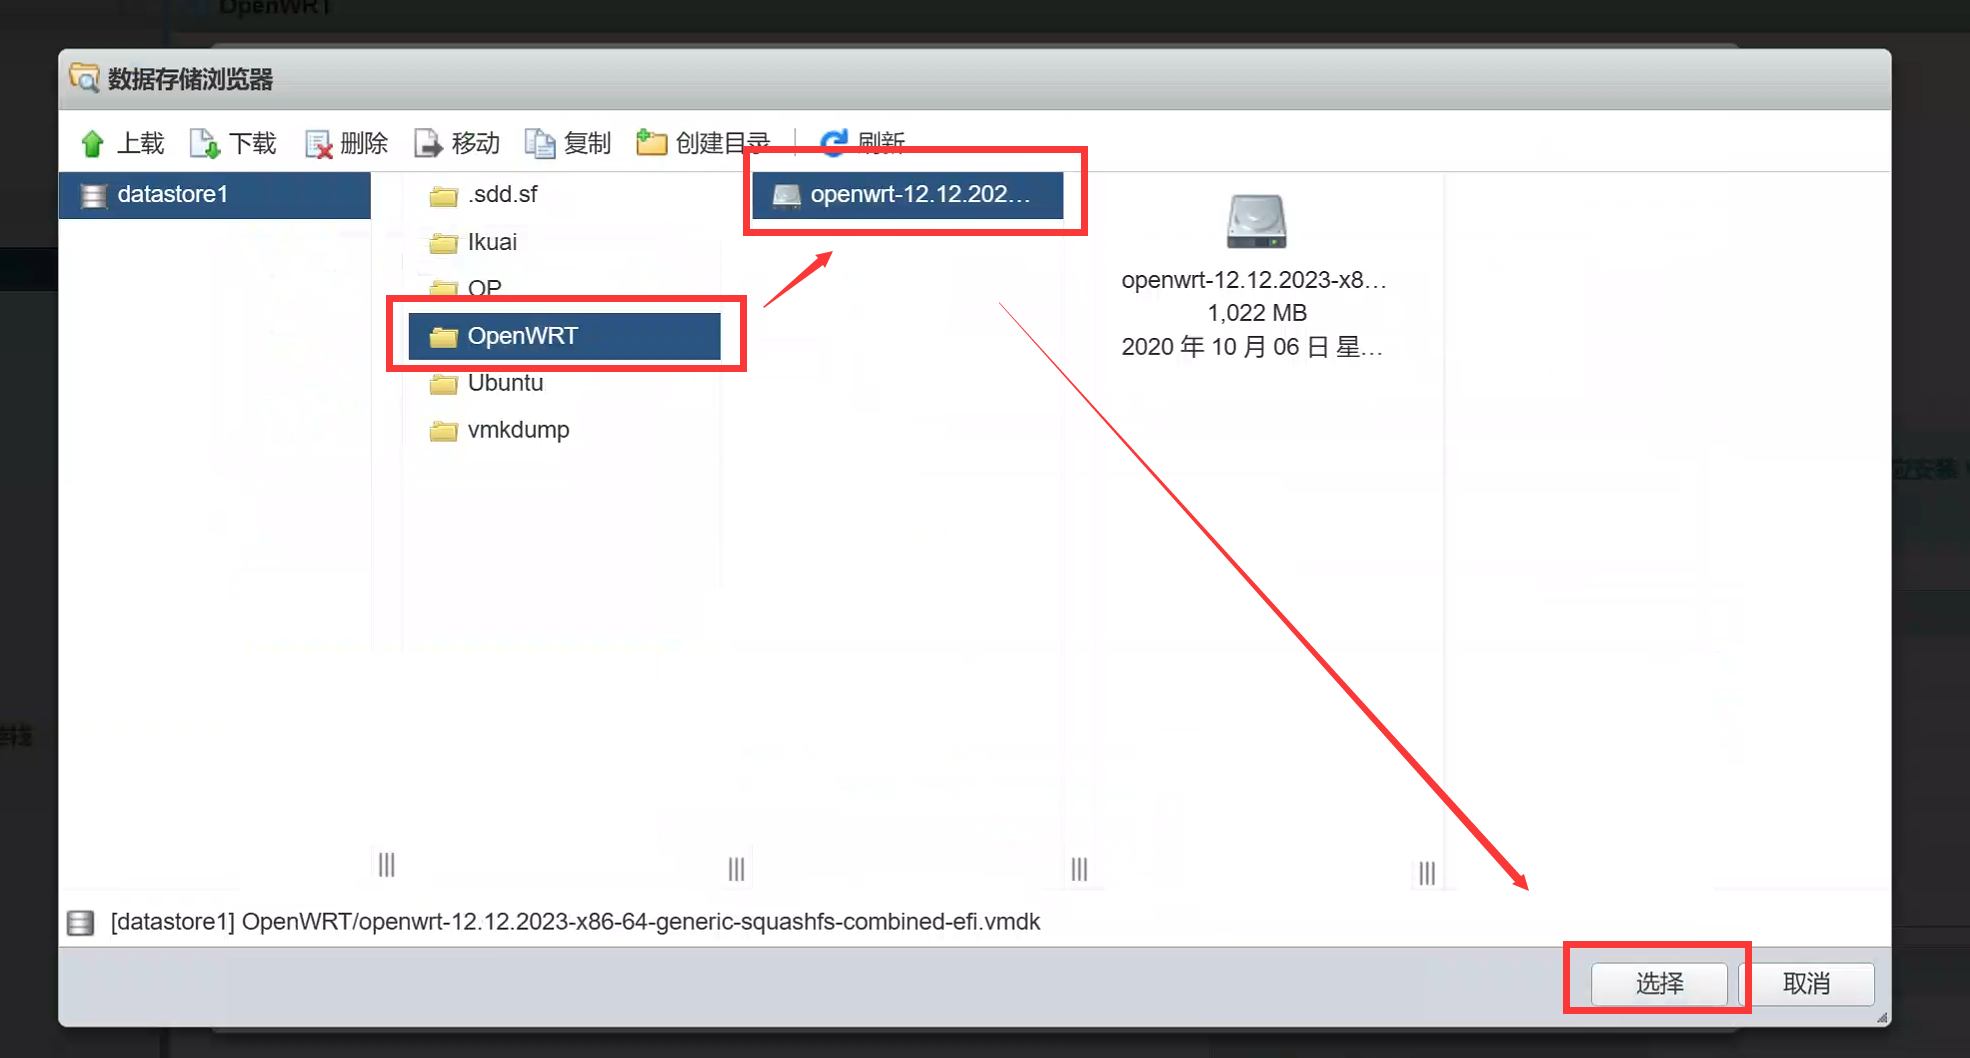 OpenWRT
数据存储浏览器
上载 下载 删除 移动 复制 创建目录 刷新
datastore1
.sdd.sf
Ikuai
OP
OpenWRT
Ubuntu
vmkdump
openwrt-12.12.202...
openwrt-12.12.2023-x8...
1,022 MB
2020 年 10 月 06 日 星...
[datastore1] OpenWRT/openwrt-12.12.2023-x86-64-generic-squashfs-combined-efi.vmdk
选择 取消